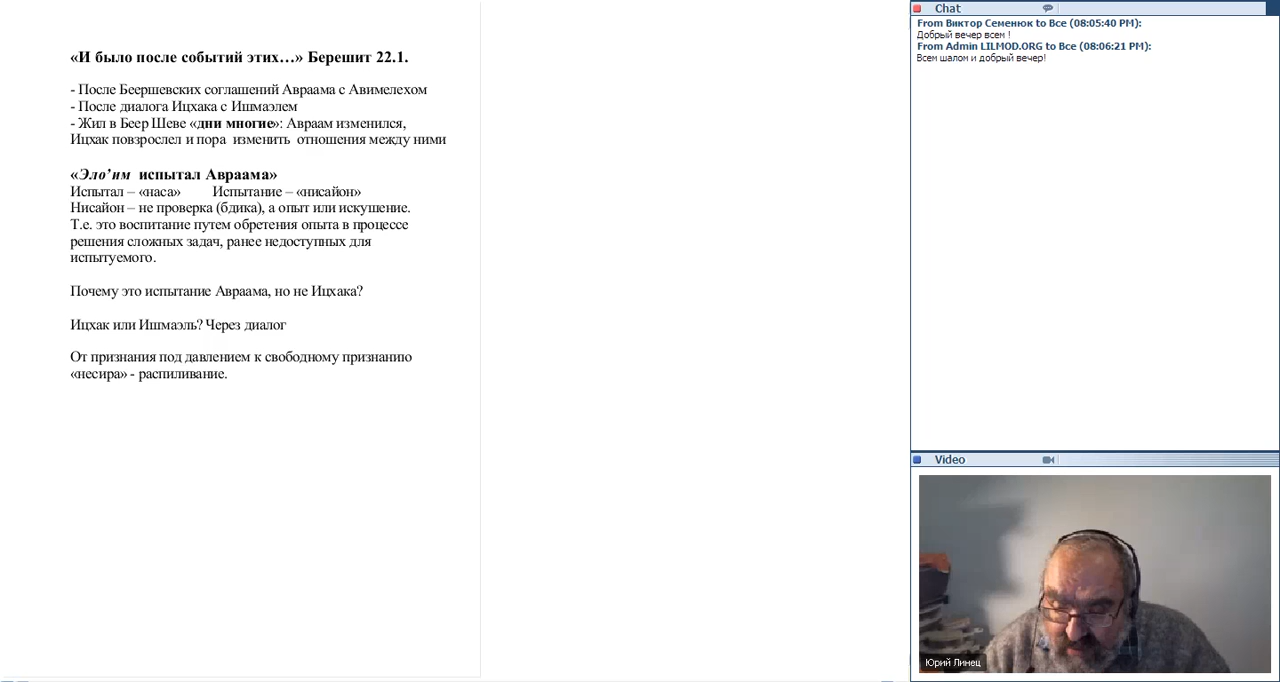 «И было после событий этих…» Берешит 22.1.
- После Беершевских соглашений Авраама с Авимелехом
- После диалога Ицхака с Ишмаэлем
- Жил в Беер Шеве «дни многие»: Авраам изменился,
Ицхак повзрослел и пора изменить отношения между ними
«Эло’им испытал Авраама»
Испытал – «наса» Испытание – «нисайон»
Нисайон – не проверка (бдика), а опыт или искушение.
Т.е. это воспитание путем обретения опыта в процессе
решения сложных задач, ранее недоступных для
испытуемого.
Почему это испытание Авраама, но не Ицхака?
Ицхак или Ишмаэль? Через диалог
От признания под давлением к свободному признанию
«несира» - распиливание.
Chat
From Виктор Семенюк to Все (08:05:40 PM):
Добрый вечер всем !
From Admin LILMOD.ORG to Все (08:06:21 PM):
Всем шалом и добрый вечер!
Video
Юрий Линец